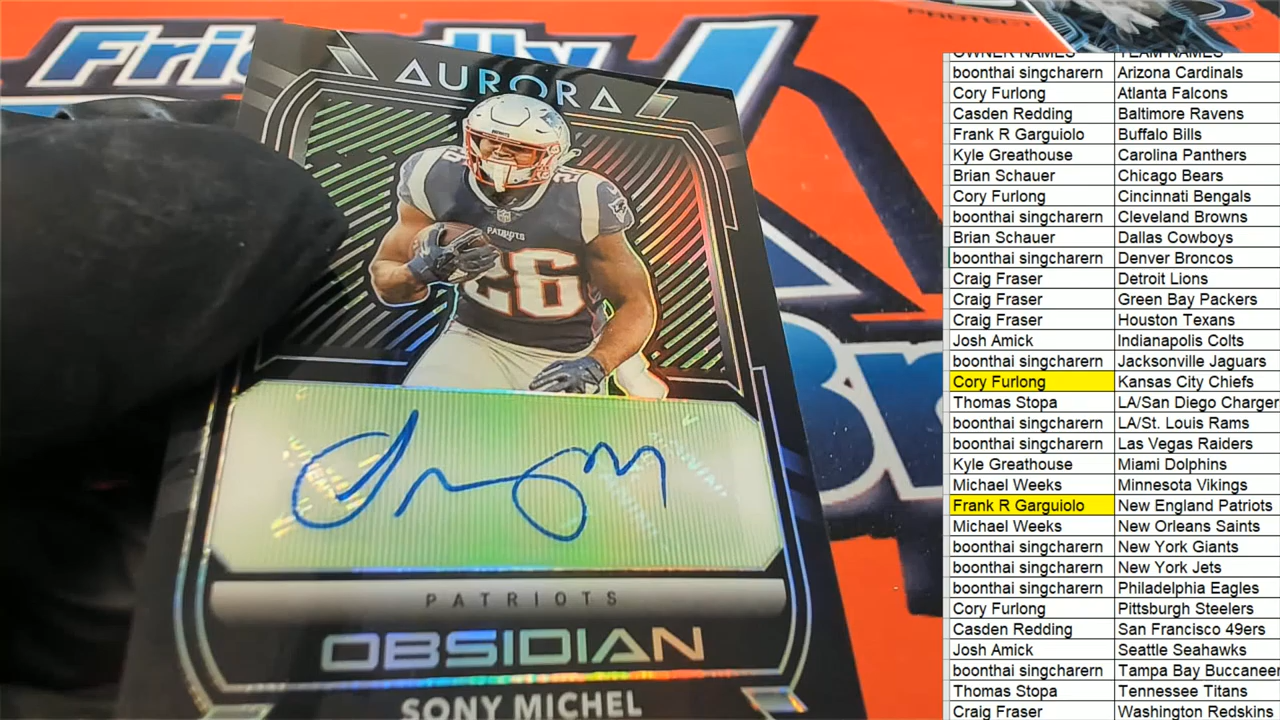 PROTECT
Fri
AURORA
26
PATRIOTS
26
PATRIOTS
OBSIDIAN
SONY MICHEL
OWNER NAMES TEAM NAMES
boonthai singcharern Arizona Cardinals
Cory Furlong Atlanta Falcons
Casden Redding Baltimore Ravens
Frank R Garguiolo Buffalo Bills
Kyle Greathouse Carolina Panthers
Brian Schauer Chicago Bears
Cory Furlong Cincinnati Bengals
boonthai singcharern Cleveland Browns
Brian Schauer Dallas Cowboys
boonthai singcharern Denver Broncos
Craig Fraser Detroit Lions
Craig Fraser Green Bay Packers
Craig Fraser Houston Texans
Josh Amick Indianapolis Colts
boonthai singcharern Jacksonville Jaguars
Cory Furlong Kansas City Chiefs
Thomas Stopa LA/San Diego Charger
boonthai singcharern LA/St. Louis Rams
boonthai singcharern Las Vegas Raiders
Kyle Greathouse Miami Dolphins
Michael Weeks Minnesota Vikings
Frank R Garguiolo New England Patriots
Michael Weeks New Orleans Saints
boonthai singcharern New York Giants
boonthai singcharern New York Jets
boonthai singcharern Philadelphia Eagles
Cory Furlong Pittsburgh Steelers
Casden Redding San Francisco 49ers
Josh Amick Seattle Seahawks
boonthai singcharern Tampa Bay Buccaneer
Thomas Stopa Tennessee Titans
Craig Fraser Washington Redskins